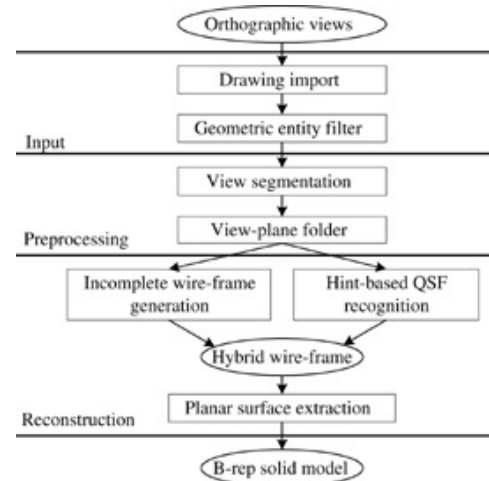 Orthographic views
Drawing import
Geometric entity filter
Input
View segmentation
View-plane folder
Preprocessing
Incomplete wire-frame
generation
Hint-based QSF
recognition
Hybrid wire-frame
Planar surface extraction
Reconstruction
B-rep solid model